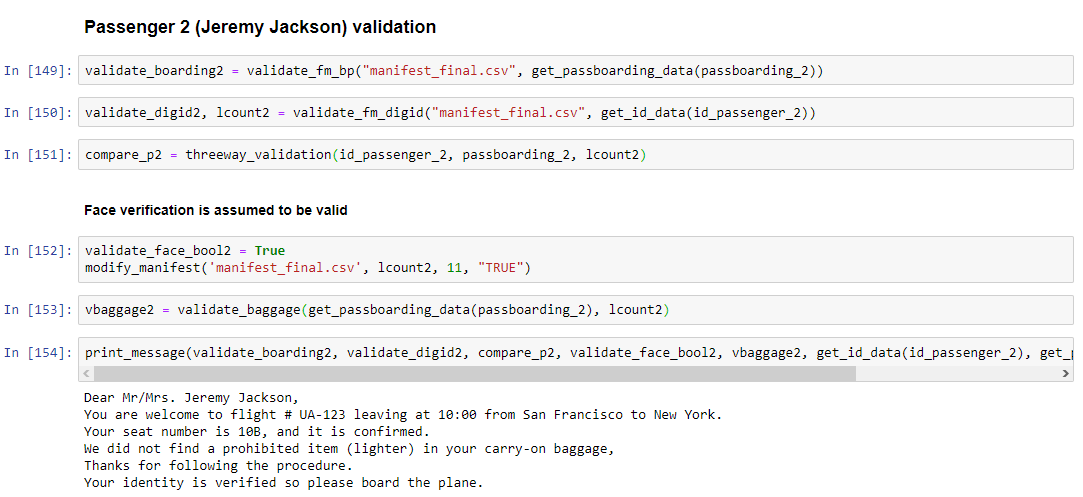 Passenger 2 (Jeremy Jackson) validation
In [149]: validate_boarding2 = validate_fm_bp("manifest_final.csv", get_passboarding_data(passboarding_2))
In [150]: validate_digid2, lcount2 = validate_fm_digid("manifest_final.csv", get_id_data(id_passenger_2))
In [151]: compare_p2 = threeway_validation(id_passenger_2, passboarding_2, lcount2)
Face verification is assumed to be valid
In [152]: validate_face_bool2 = True
modify_manifest('manifest_final.csv', lcount2, 11, "TRUE")
In [153]: vbaggage2 = validate_baggage(get_passboarding_data(passboarding_2), lcount2)
In [154]: print_message(validate_boarding2, validate_digid2, compare_p2, validate_face_bool2, vbaggage2, get_id_data(id_passenger_2), get_
Dear Mr/Mrs. Jeremy Jackson,
You are welcome to flight # UA-123 leaving at 10:00 from San Francisco to New York.
Your seat number is 10B, and it is confirmed.
We did not find a prohibited item (lighter) in your carry-on baggage,
Thanks for following the procedure.
Your identity is verified so please board the plane.